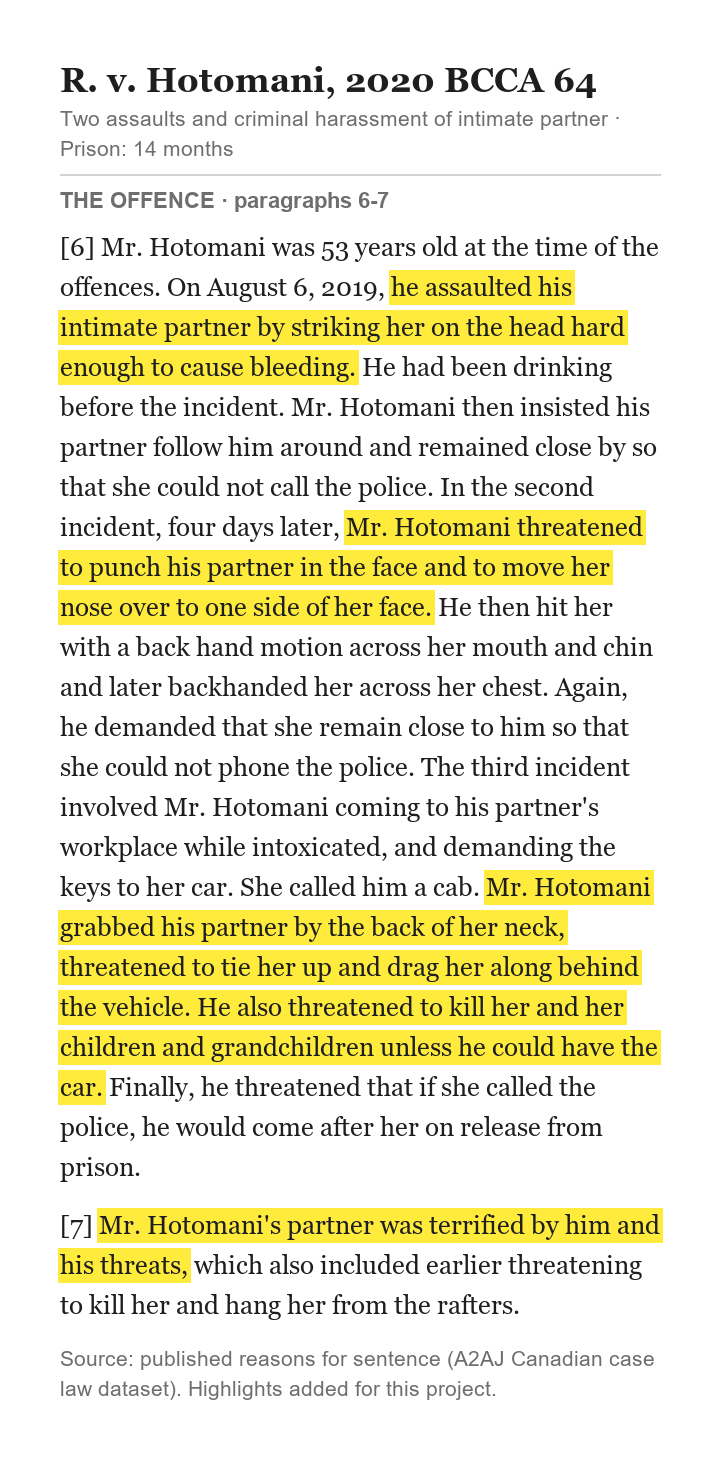 R. v. Hotomani, 2020 BCCA 64
Two assaults and criminal harassment of intimate partner ·
Prison: 14 months
THE OFFENCE · paragraphs 6-7
[6] Mr. Hotomani was 53 years old at the time of the
offences. On August 6, 2019, he assaulted his
intimate partner by striking her on the head hard
enough to cause bleeding. He had been drinking
before the incident. Mr. Hotomani then insisted his
partner follow him around and remained close by so
that she could not call the police. In the second
incident, four days later, Mr. Hotomani threatened
to punch his partner in the face and to move her
nose over to one side of her face. He then hit her
with a back hand motion across her mouth and chin
and later backhanded her across her chest. Again,
he demanded that she remain close to him so that
she could not phone the police. The third incident
involved Mr. Hotomani coming to his partner's
workplace while intoxicated, and demanding the
keys to her car. She called him a cab. Mr. Hotomani
grabbed his partner by the back of her neck,
threatened to tie her up and drag her along behind
the vehicle. He also threatened to kill her and her
children and grandchildren unless he could have the
car. Finally, he threatened that if she called the
police, he would come after her on release from
prison.
[7] Mr. Hotomani's partner was terrified by him and
his threats, which also included earlier threatening
to kill her and hang her from the rafters.
Source: published reasons for sentence (A2AJ Canadian case
law dataset). Highlights added for this project.